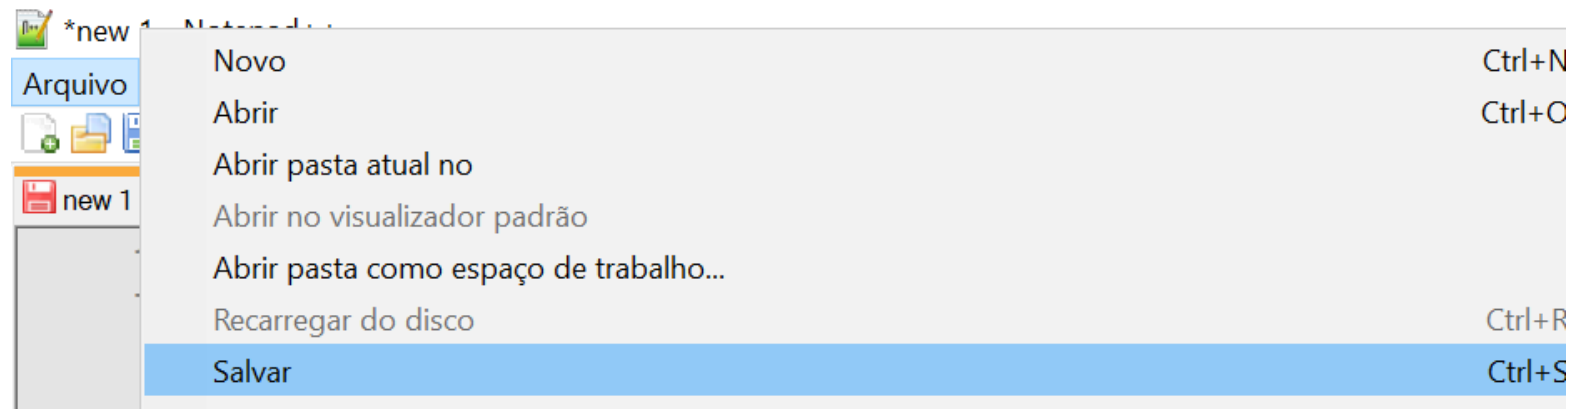 *new 1
Arquivo
new 1
Novo Ctrl+N
Abrir Ctrl+O
Abrir pasta atual no
Abrir no visualizador padrão
Abrir pasta como espaço de trabalho...
Recarregar do disco Ctrl+R
Salvar Ctrl+S